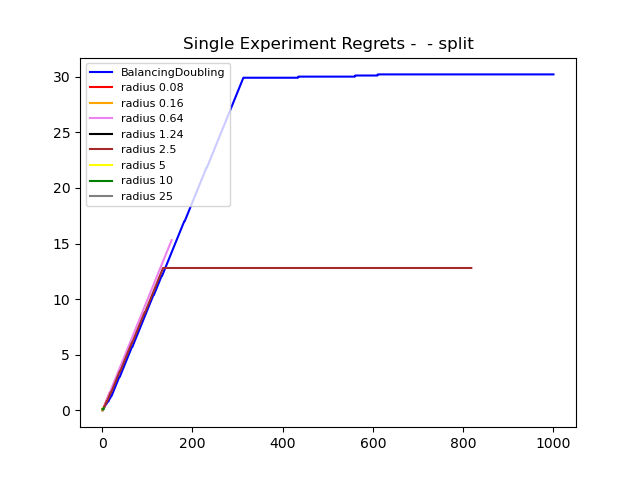 Single Experiment Regrets -  - split
30
25
20
15
10
5
0
BalancingDoubling
radius 0.08
radius 0.16
radius 0.64
radius 1.24
radius 2.5
radius 5
radius 10
radius 25
0 200 400 600 800 1000